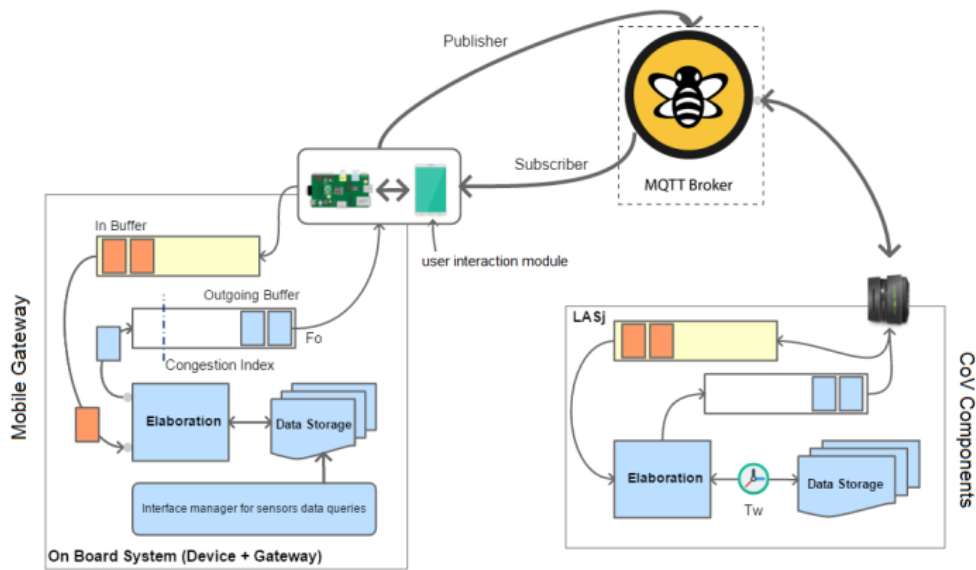 Publisher
Subscriber
MQTT Broker
In Buffer
user interaction module
Outgoing Buffer
Fo
Congestion Index
Mobile Gateway
Elaboration
Data Storage
Interface manager for sensors data queries
On Board System (Device + Gateway)
LASj
CoV Components
Elaboration
Tw
Data Storage